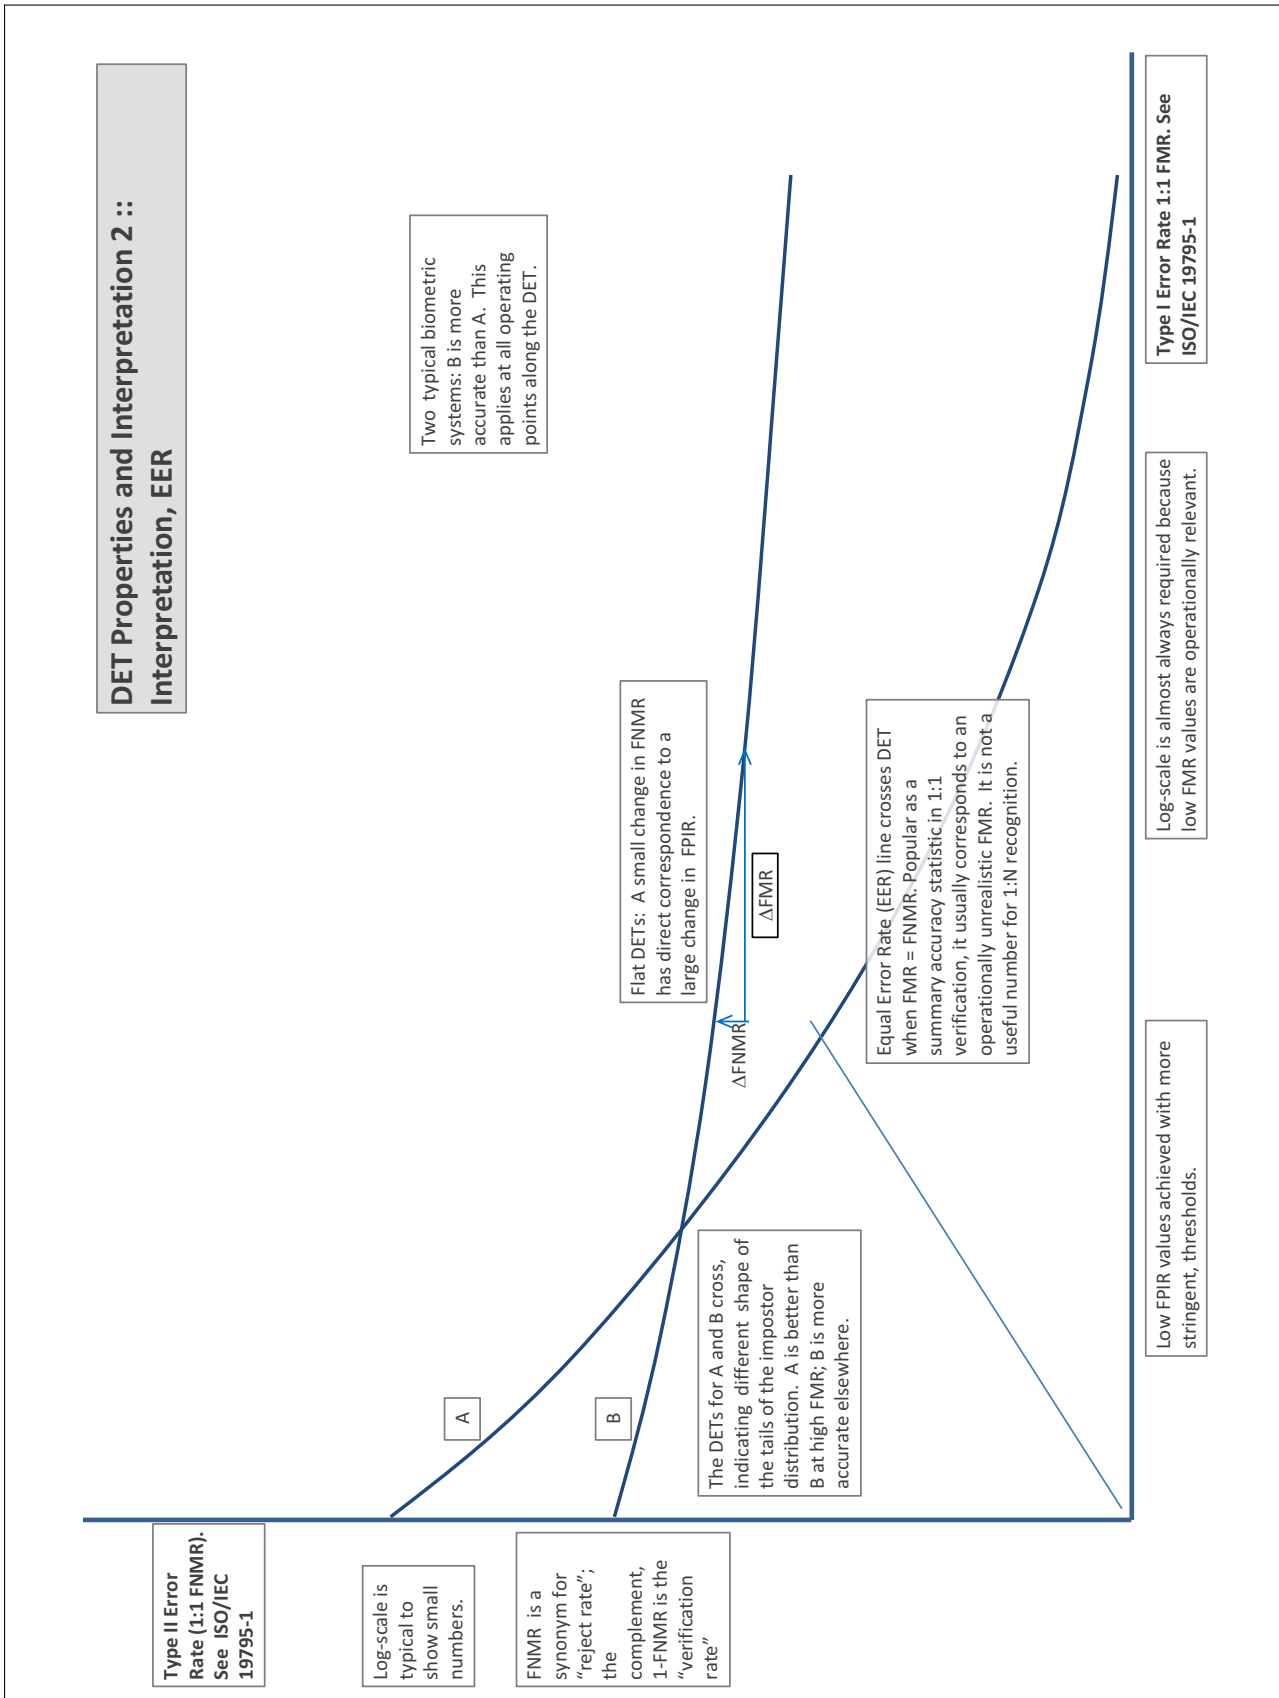 DET Properties and Interpretation 2 ::
Interpretation, EER
Type II Error
Rate (1:1 FNMR).
See ISO/IEC
19795-1
Log-scale is
typical to
show small
numbers.
FNMR is a
synonym for
“reject rate”;
the
complement,
1-FNMR is the
“verification
rate”
A
B
Two typical biometric
systems: B is more
accurate than A. This
applies at all operating
points along the DET.
Flat DETs: A small change in FNMR
has direct correspondence to a
large change in FPIR.
ΔFNMR
ΔFMR
The DETs for A and B cross,
indicating different shape of
the tails of the impostor
distribution. A is better than
B at high FMR; B is more
accurate elsewhere.
Equal Error Rate (EER) line crosses DET
when FMR = FNMR. Popular as a
summary accuracy statistic in 1:1
verification, it usually corresponds to an
operationally unrealistic FMR. It is not a
useful number for 1:N recognition.
Low FPIR values achieved with more
stringent, thresholds.
Log-scale is almost always required because
low FMR values are operationally relevant.
Type I Error Rate 1:1 FMR. See
ISO/IEC 19795-1